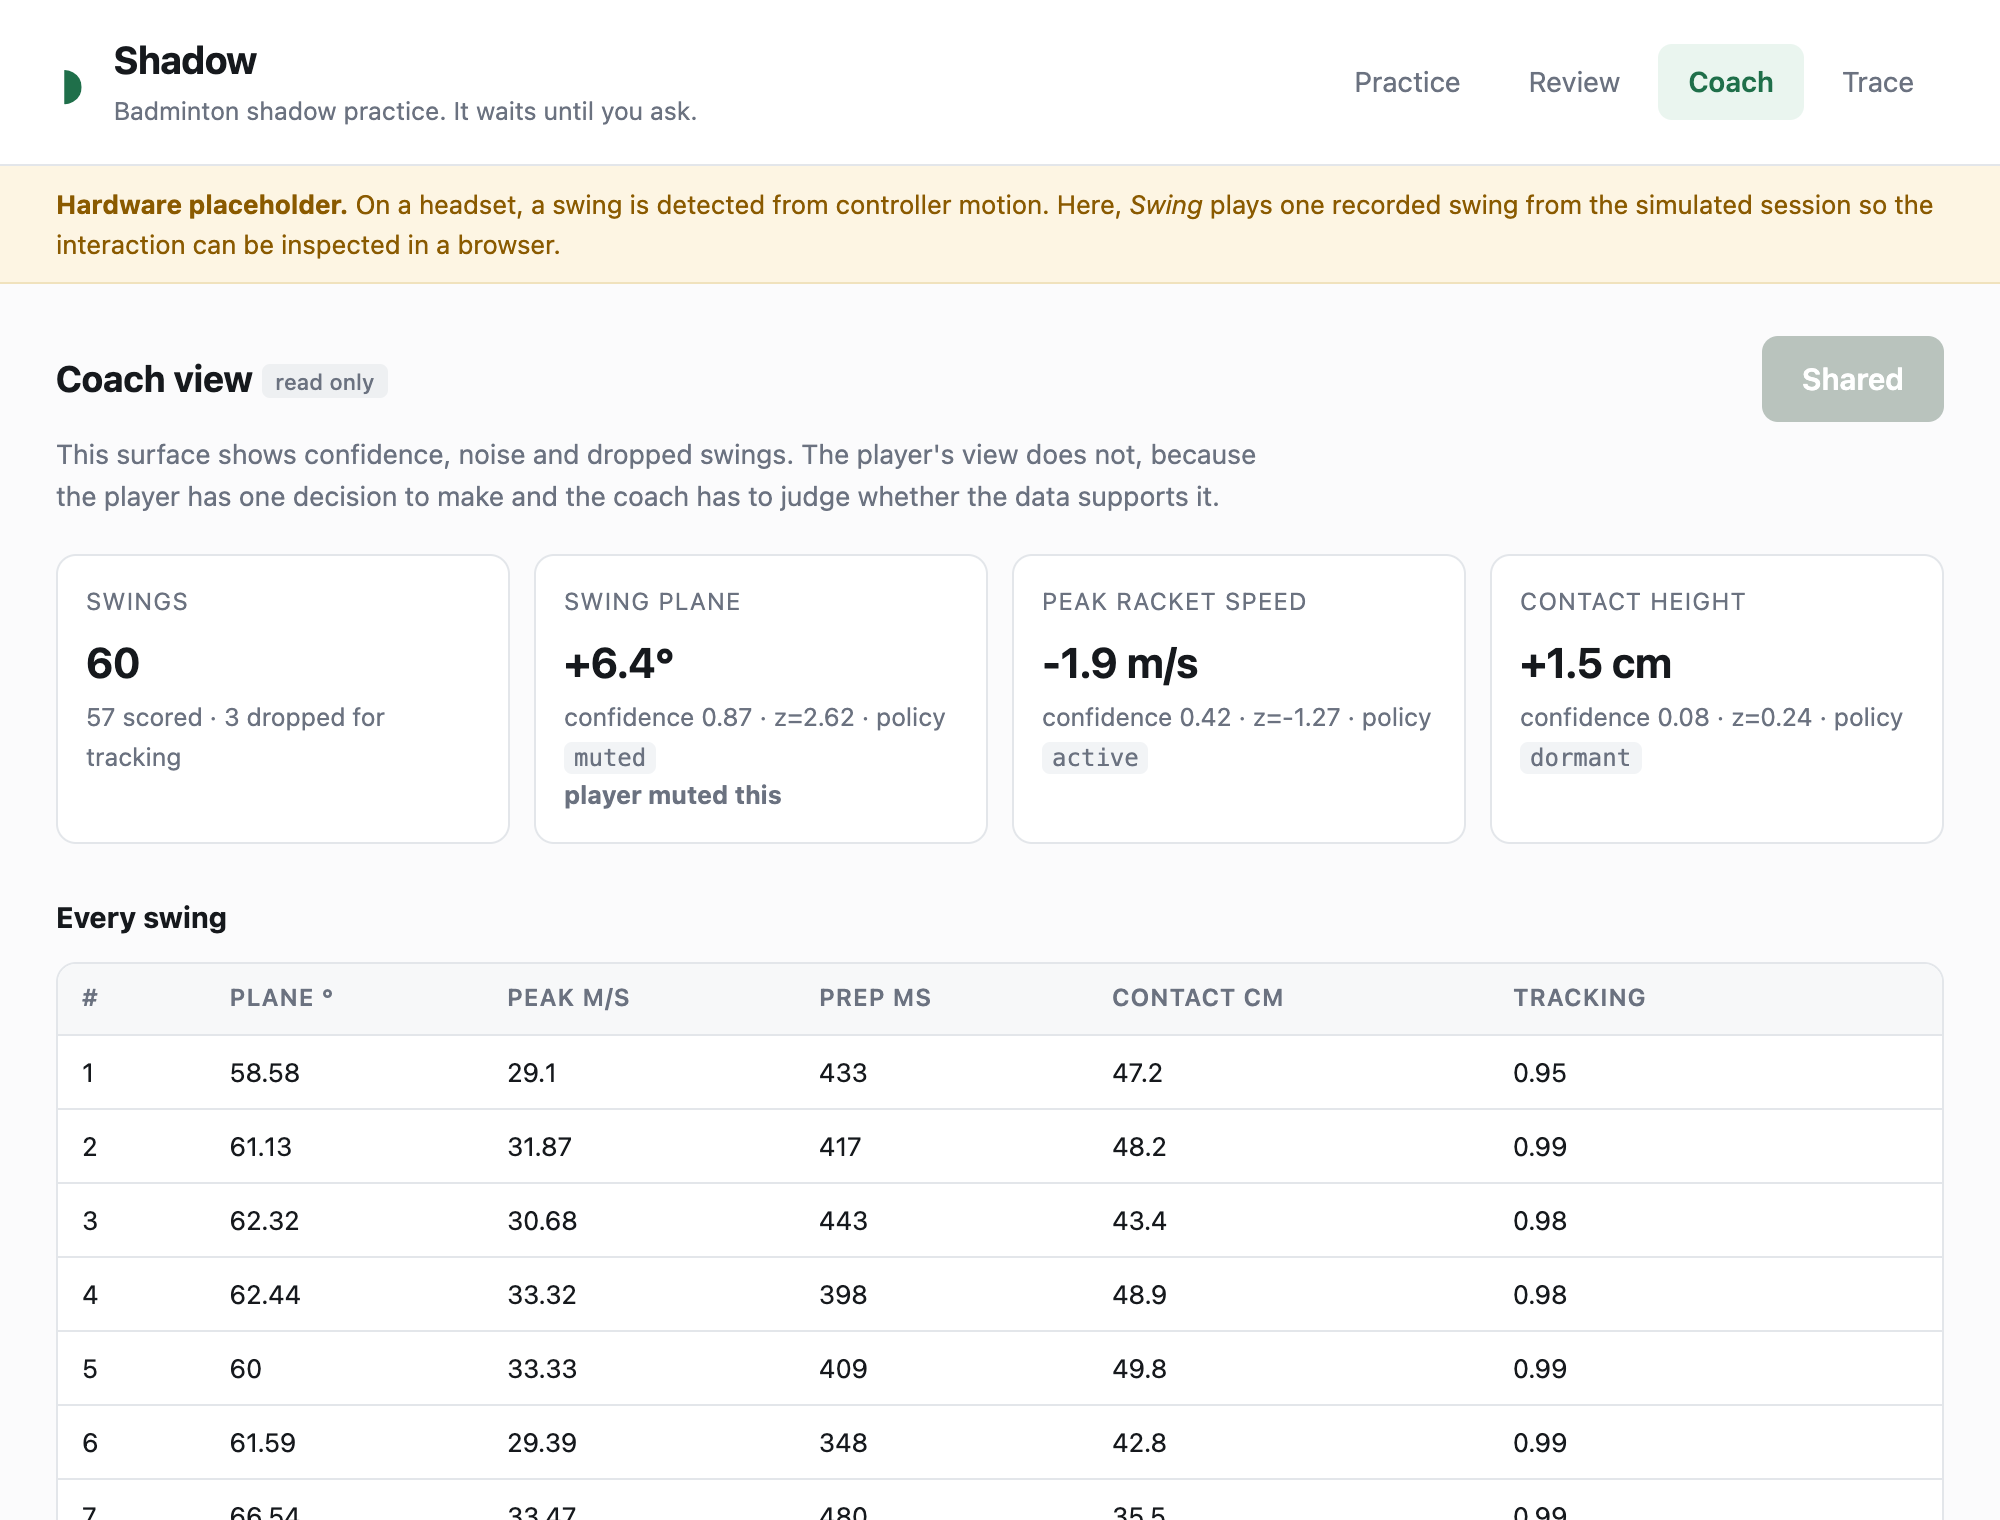 Shadow
Badminton shadow practice. It waits until you ask.
Practice Review Coach Trace
Hardware placeholder. On a headset, a swing is detected from controller motion. Here, Swing plays one recorded swing from the simulated session so the
interaction can be inspected in a browser.
Coach view read only
Shared
This surface shows confidence, noise and dropped swings. The player's view does not, because
the player has one decision to make and the coach has to judge whether the data supports it.
SWINGS
60
57 scored · 3 dropped for
tracking
SWING PLANE
+6.4°
confidence 0.87 · z=2.62 · policy
muted
player muted this
PEAK RACKET SPEED
-1.9 m/s
confidence 0.42 · z=-1.27 · policy
active
CONTACT HEIGHT
+1.5 cm
confidence 0.08 · z=0.24 · policy
dormant
Every swing
# PLANE ° PEAK M/S PREP MS CONTACT CM TRACKING
1 58.58 29.1 433 47.2 0.95
2 61.13 31.87 417 48.2 0.99
3 62.32 30.68 443 43.4 0.98
4 62.44 33.32 398 48.9 0.98
5 60 33.33 409 49.8 0.99
6 61.59 29.39 348 42.8 0.99
7 66.54 33.47 480 35.5 0.99